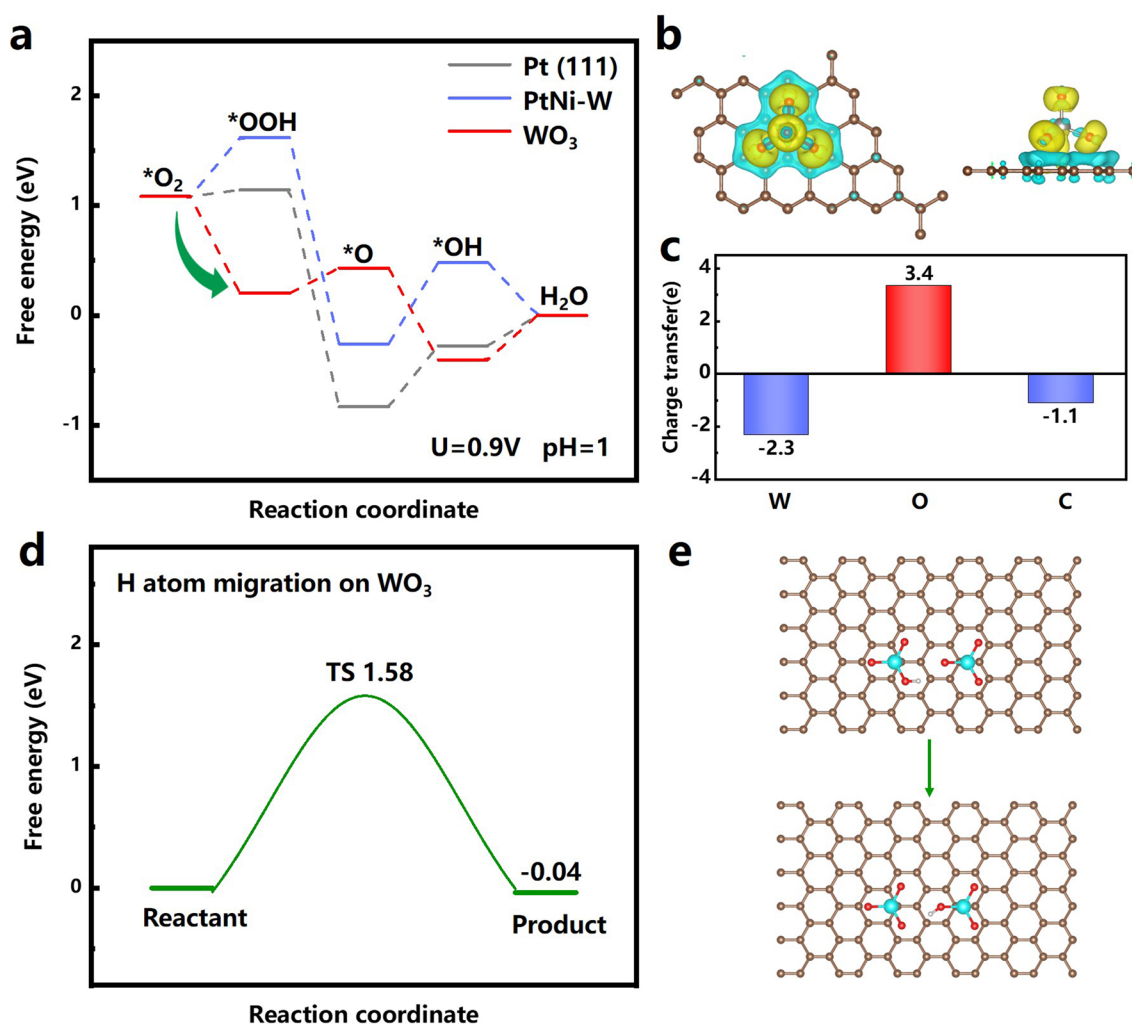 a
Pt (111)
PtNi-W
WO₃
2
1
0
-1
*O₂
*OOH
*O
*OH
H₂O
U=0.9V pH=1
Free energy (eV)
Reaction coordinate
b
c
4
2
0
-2
-4
3.4
-2.3
-1.1
Charge transfer(e)
W O C
d
H atom migration on WO₃
2
1
0
TS 1.58
-0.04
Reactant
Product
Free energy (eV)
Reaction coordinate
e